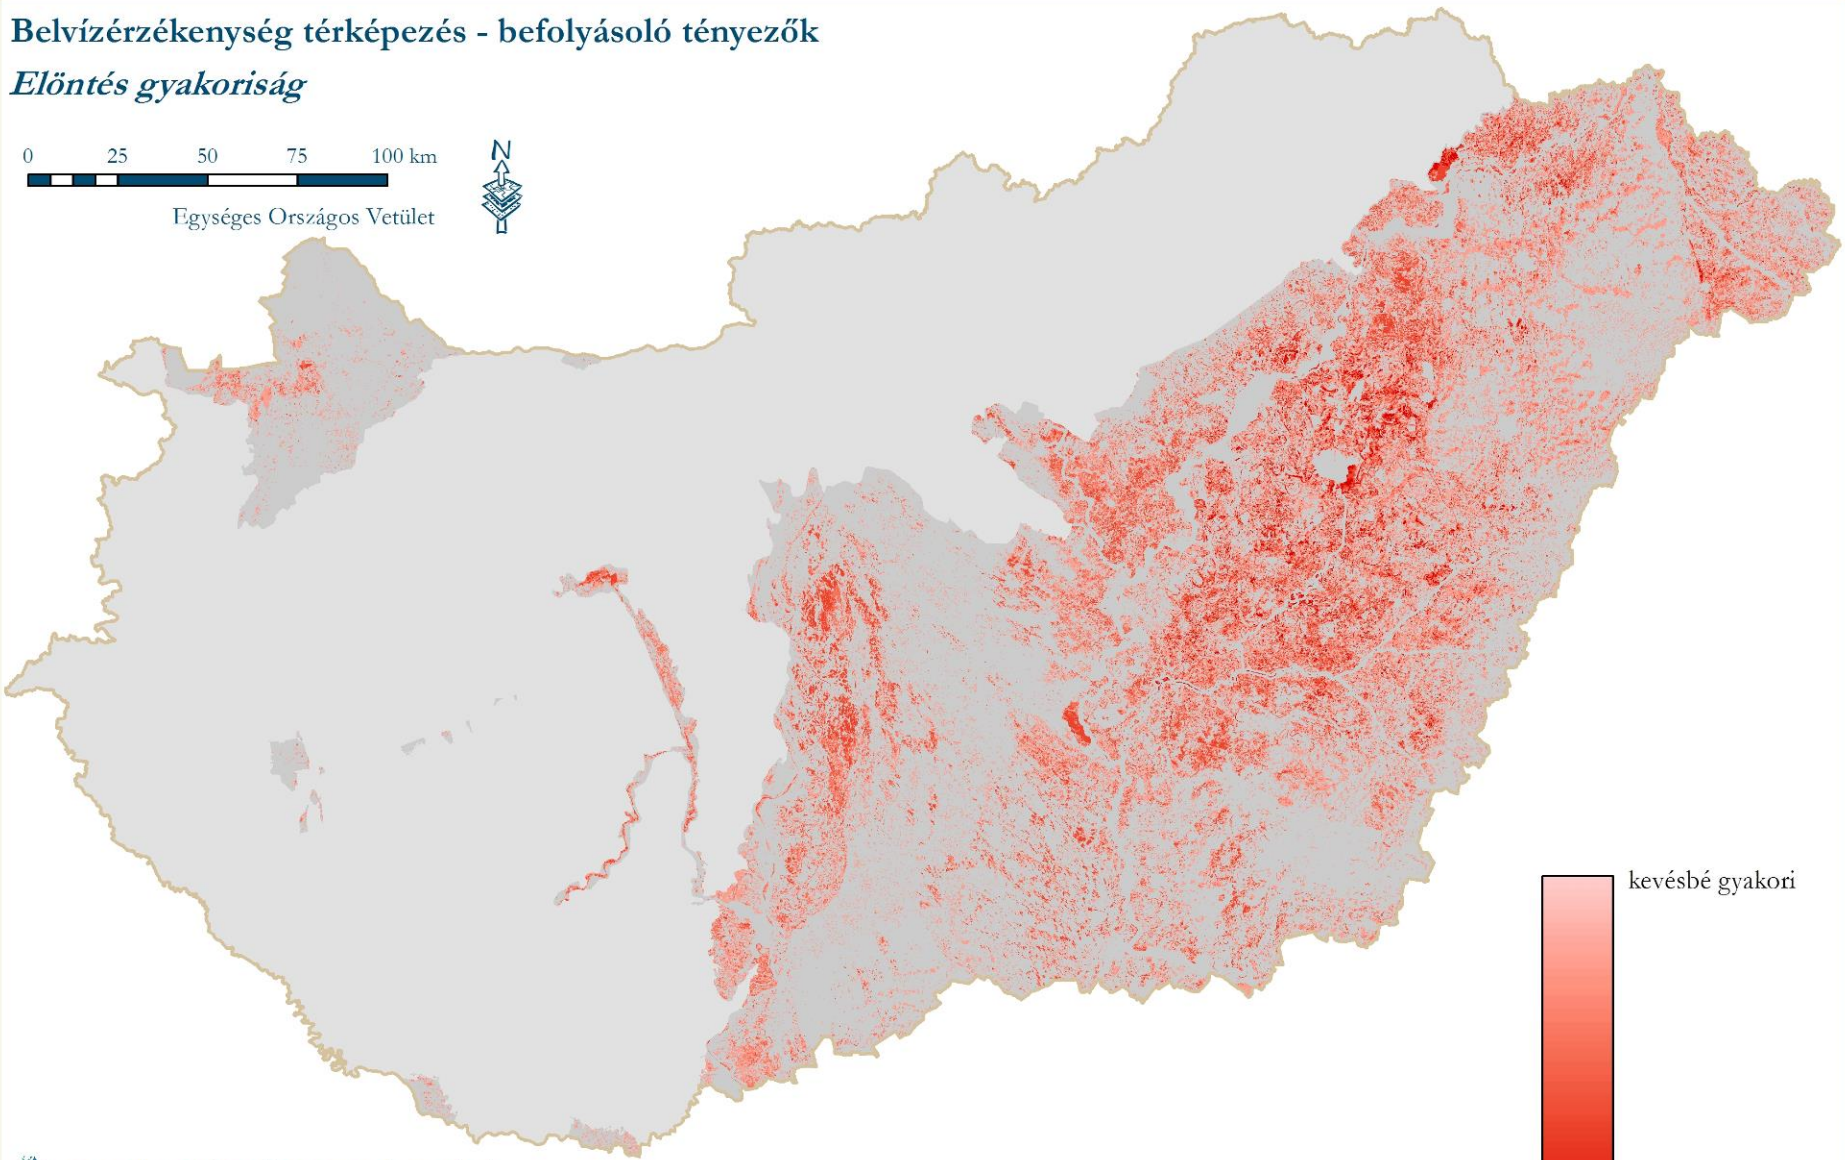 Belvízérzékenység térképezés - befolyásoló tényezők
Elöntés gyakoriság
0 25 50 75 100 km
N
Egységes Országos Vetület
kevésbé gyakori